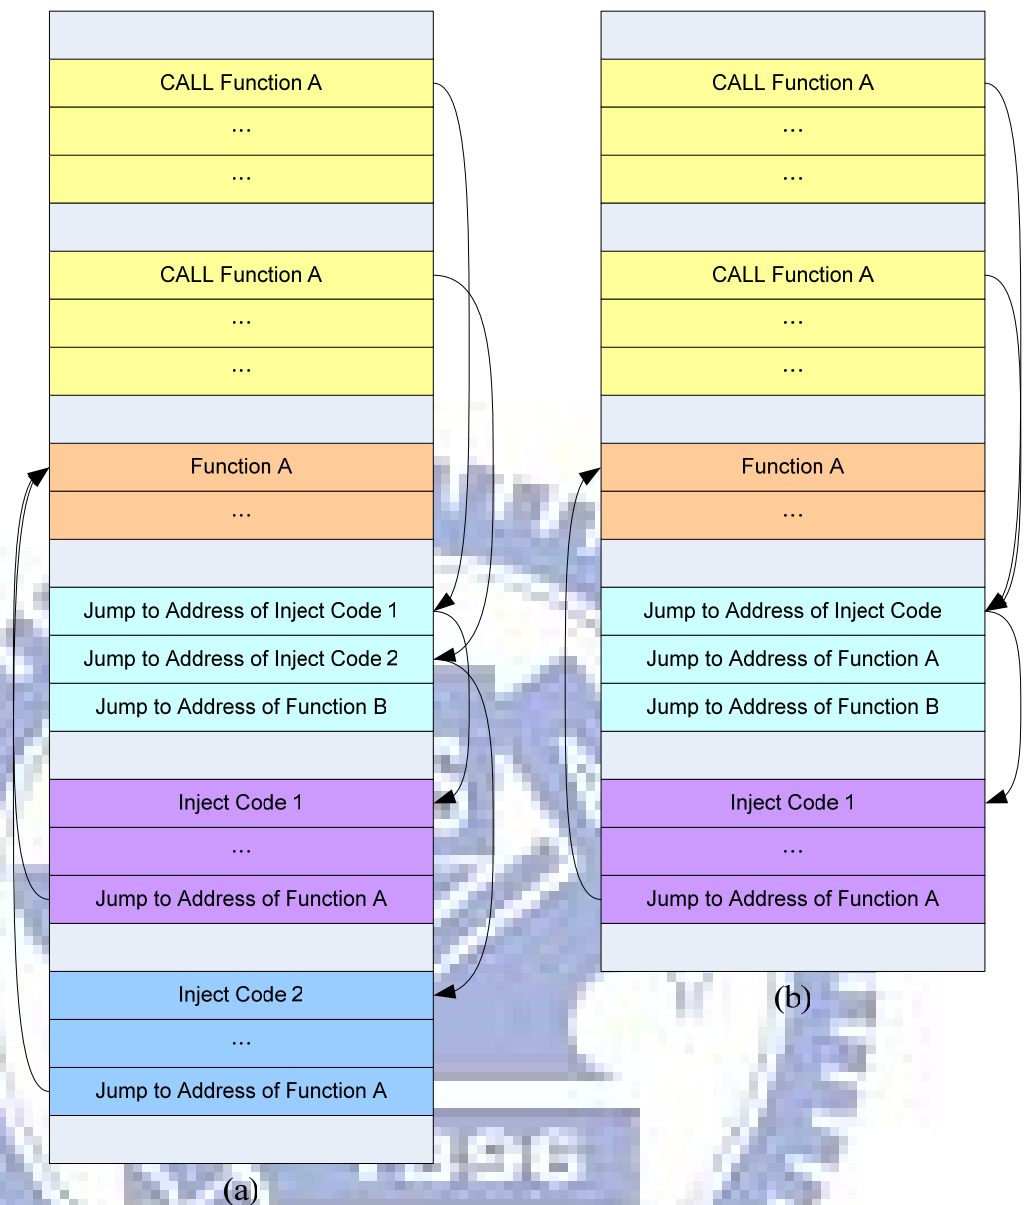 CALL Function A
...
...
CALL Function A
...
...
Function A
...
Jump to Address of Inject Code 1
Jump to Address of Inject Code 2
Jump to Address of Function B
Inject Code 1
...
Jump to Address of Function A
Inject Code 2
...
Jump to Address of Function A
(a)
CALL Function A
...
...
CALL Function A
...
...
Function A
...
Jump to Address of Inject Code
Jump to Address of Function A
Jump to Address of Function B
Inject Code 1
...
Jump to Address of Function A
(b)
1896